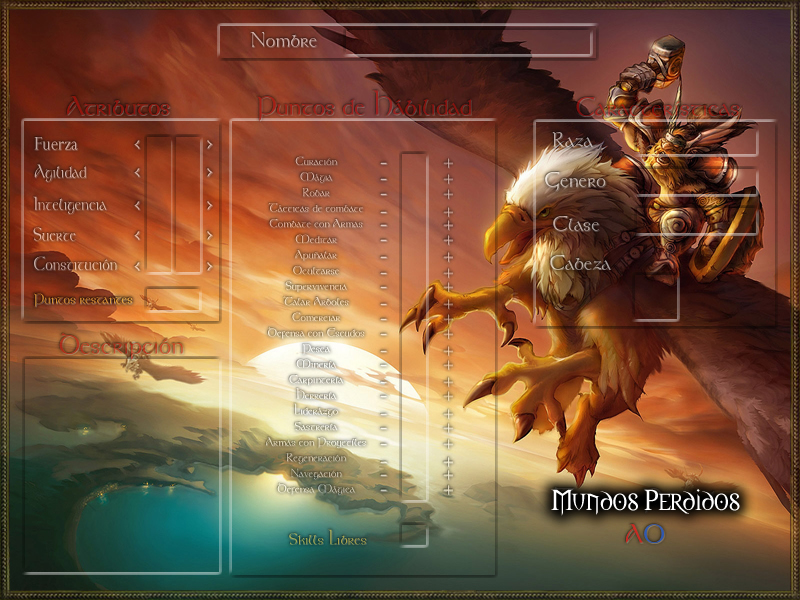 Nombre
Atributos
Puntos de Habilidad
Características
Fuerza < >
Agilidad < >
Inteligencia < >
Suerte < >
Constitución < >
Puntos restantes
Descripción
Curación - +
Magia - +
Robar - +
Tácticas de combate - +
Combate con Armas - +
Meditar - +
Apuñalar - +
Ocultarse - +
Supervivencia - +
Talar Árboles - +
Comerciar - +
Defensa con Escudos - +
Pesca - +
Minería - +
Carpintería - +
Herrería - +
Liderazgo - +
Sastrería - +
Armas con Proyectiles - +
Regeneración - +
Navegación - +
Defensa Mágica - +
Skills Libres
Raza
Genero
Clase
Cabeza
Mundos Perdidos
AO